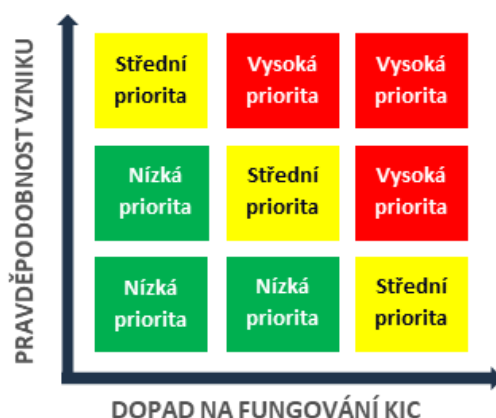 PRAVDĚPODOBNOST VZNIKU
Střední
priorita
Vysoká
priorita
Vysoká
priorita
Nízká
priorita
Střední
priorita
Vysoká
priorita
Nízká
priorita
Nízká
priorita
Střední
priorita
DOPAD NA FUNGOVÁNÍ KIC